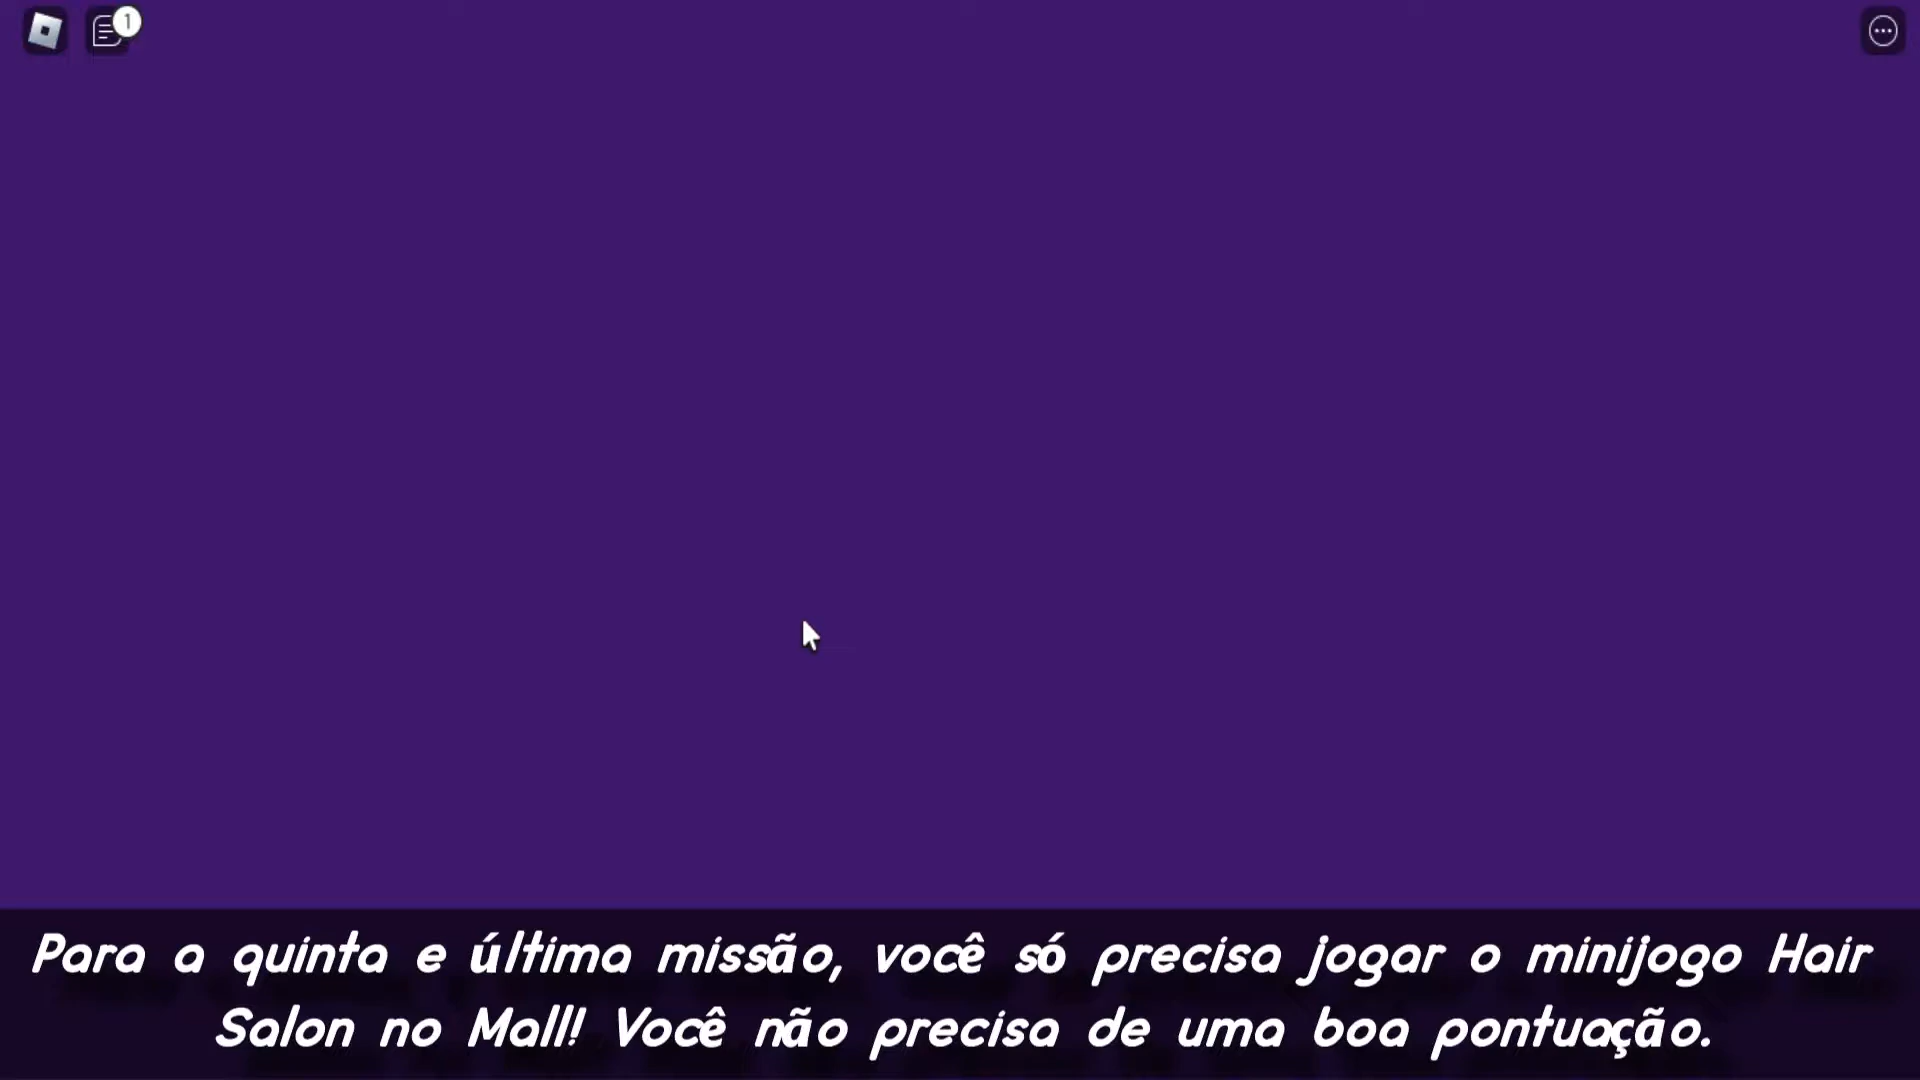 1
Para a quinta e última missão, você só precisa jogar o minijogo Hair
Salon no Mall! Você não precisa de uma boa pontuação.